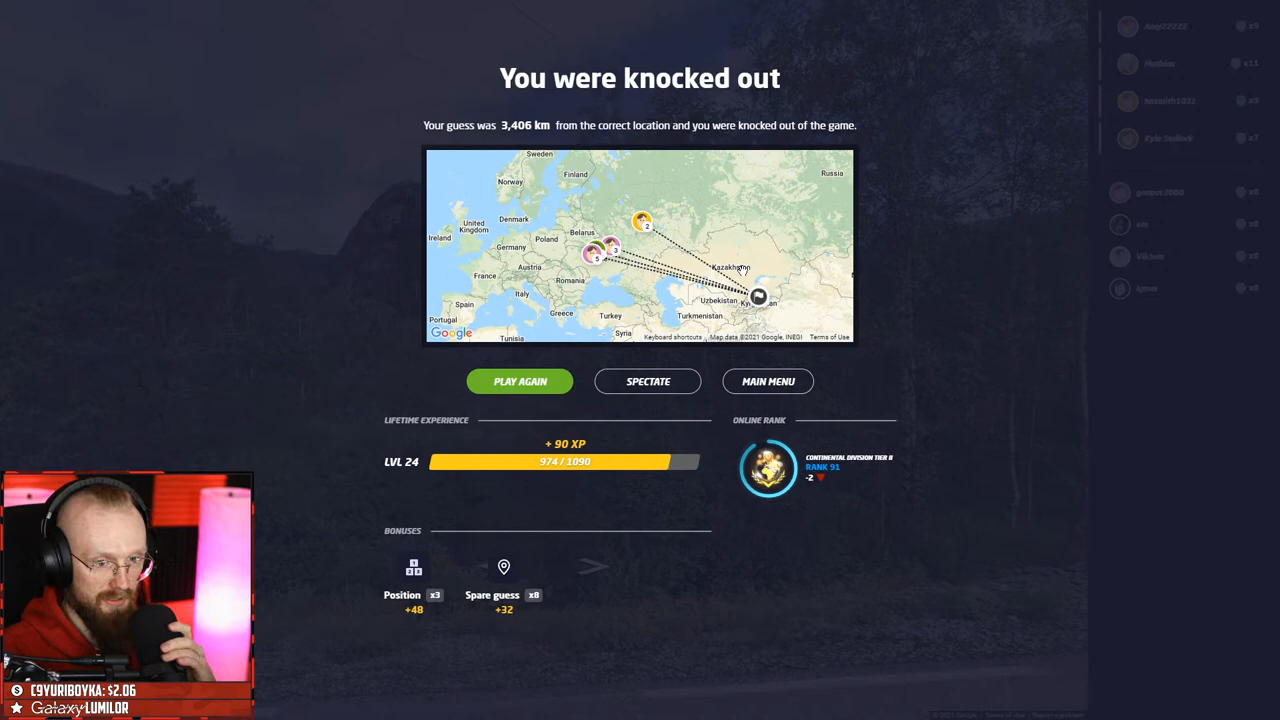 You were knocked out
Your guess was 3,406 km from the correct location and you were knocked out of the game.
Sweden
Finland
Russia
Norway
United Kingdom
Denmark
Ireland
Belarus
Poland
Germany
2
3
5
Kazakhstan
France
Austria
Romania
Italy
Uzbekistan
Spain
Greece
Turkey
Turkmenistan
Portugal
Syria
Tunisia
Google
Keyboard shortcuts
Map data ©2021 Google, INEGI
Terms of Use
PLAY AGAIN
SPECTATE
MAIN MENU
LIFETIME EXPERIENCE
ONLINE RANK
+ 90 XP
LVL 24
974 / 1090
CONTINENTAL DIVISION TIER II
RANK 91
-2
BONUSES
Position x3
+48
Spare guess x8
+32
C9YURIBOYKA: $2.06
Galaxy LUMILOR